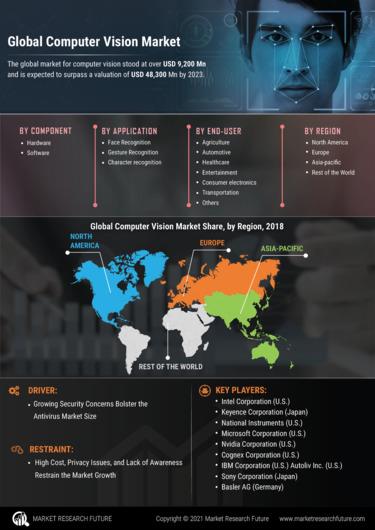 Global Computer Vision Market
The global market for computer vision stood at over USD 9,200 Mn
and is expected to surpass a valuation of USD 48,300 Mn by 2023.
BY COMPONENT
• Hardware
• Software
BY APPLICATION
• Face Recognition
• Gesture Recognition
• Character recognition
BY END-USER
• Agriculture
• Automotive
• Healthcare
• Entertainment
• Consumer electronics
• Transportation
• Others
BY REGION
• North America
• Europe
• Asia-pacific
• Rest of the World
Global Computer Vision Market Share, by Region, 2018
NORTH
AMERICA
EUROPE
ASIA-PACIFIC
REST OF THE WORLD
DRIVER:
• Growing Security Concerns Bolster the
Antivirus Market Size
RESTRAINT:
• High Cost, Privacy Issues, and Lack of Awareness
Restrain the Market Growth
KEY PLAYERS:
• Intel Corporation (U.S.)
• Keyence Corporation (Japan)
• National Instruments (U.S.)
• Microsoft Corporation (U.S.)
• Nvidia Corporation (U.S.)
• Cognex Corporation (U.S.)
• IBM Corporation (U.S.) Autoliv Inc. (U.S.)
• Sony Corporation (Japan)
• Basler AG (Germany)
MARKET RESEARCH FUTURE
Copyright © 2021 Market Research Future
www.marketresearchfuture.com